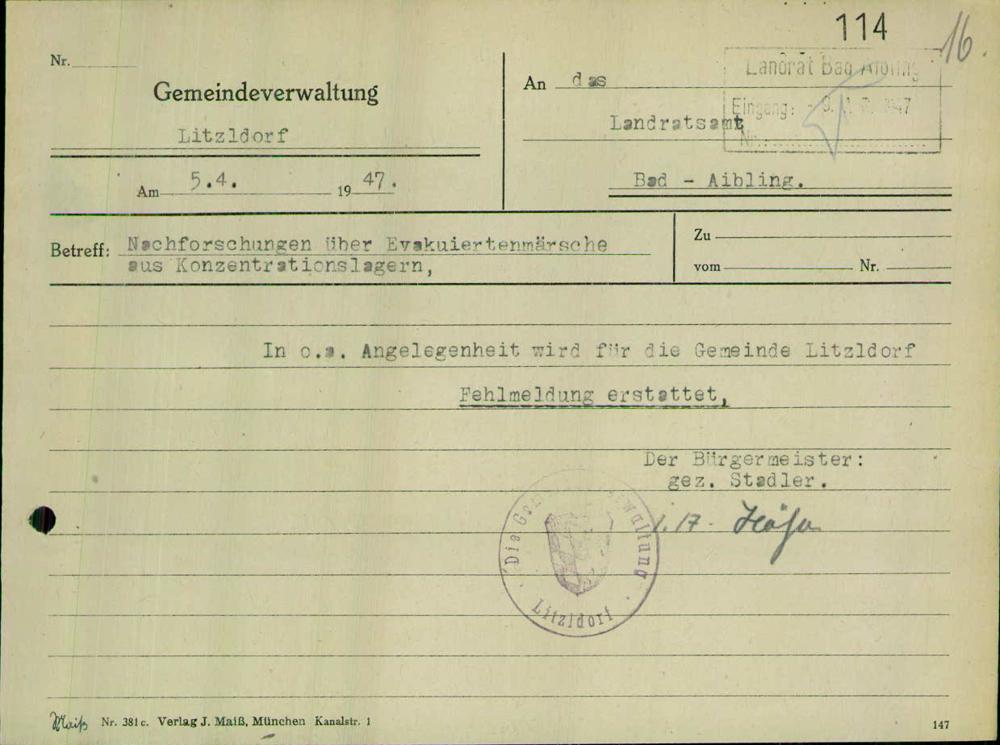 114
16.
Nr.
Gemeindeverwaltung
Litzldorf
Am 5.4. 1947.
An das
Landratsamt
Bad - Aibling.
Landrat Bad Aibling
Eingang:
Nr.
Betreff: Nachforschungen über Evakuiertenmärsche
aus Konzentrationslagern,
Zu
vom Nr.
In o.a. Angelegenheit wird für die Gemeinde Litzldorf
Fehlmeldung erstattet,
Der Bürgermeister:
gez. Stadler.
Die Gemeindeverwaltung
Litzldorf
Maiß Nr. 381 c. Verlag J. Maiß, München Kanalstr. 1
147